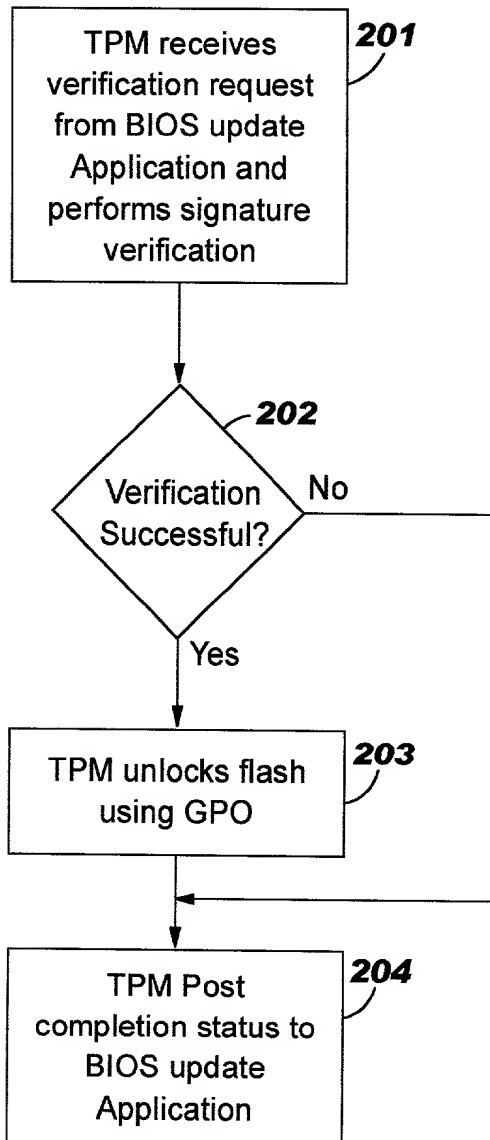 201
TPM receives
verification request
from BIOS update
Application and
performs signature
verification
202
Verification
Successful?
No
Yes
203
TPM unlocks flash
using GPO
204
TPM Post
completion status to
BIOS update
Application